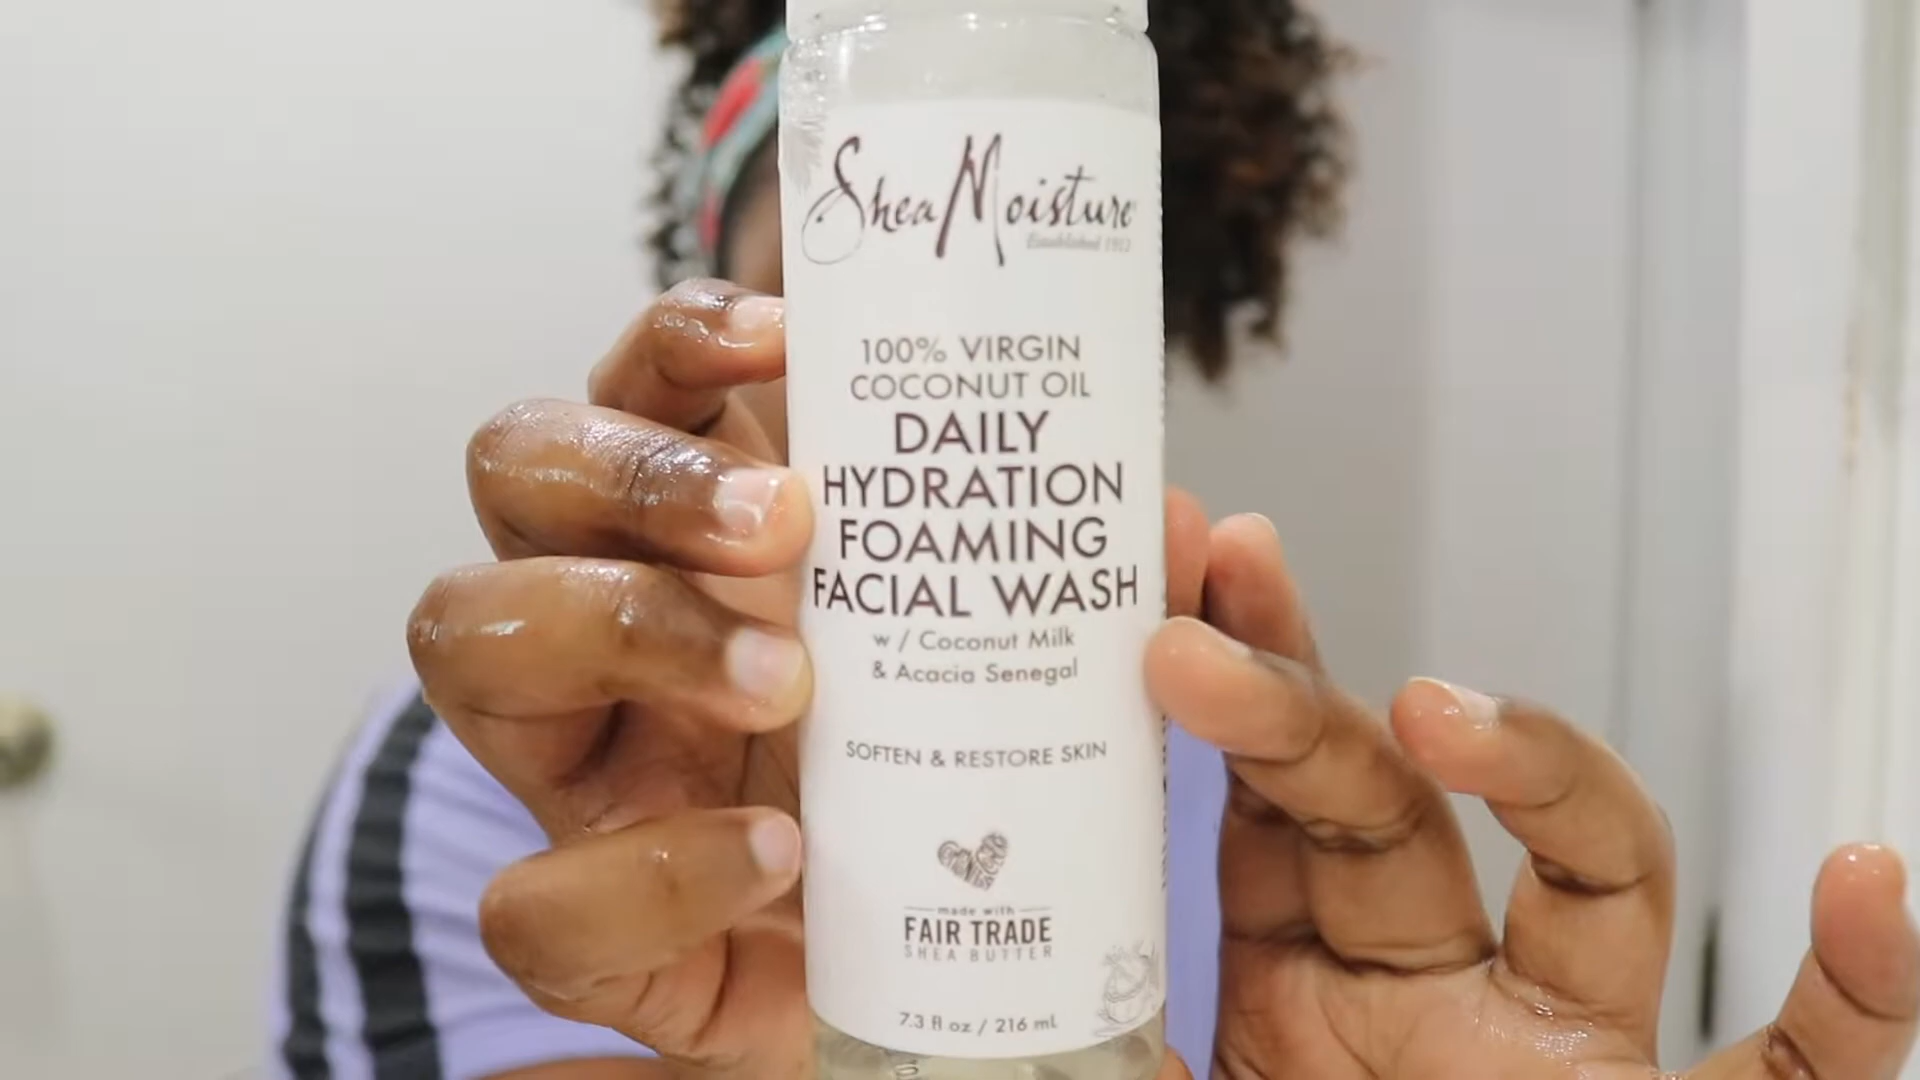 SheaMoisture
Established 1912
100% VIRGIN
COCONUT OIL
DAILY
HYDRATION
FOAMING
FACIAL WASH
w / Coconut Milk
& Acacia Senegal
SOFTEN & RESTORE SKIN
made with
FAIR TRADE
SHEA BUTTER
7.3 fl oz / 216 mL